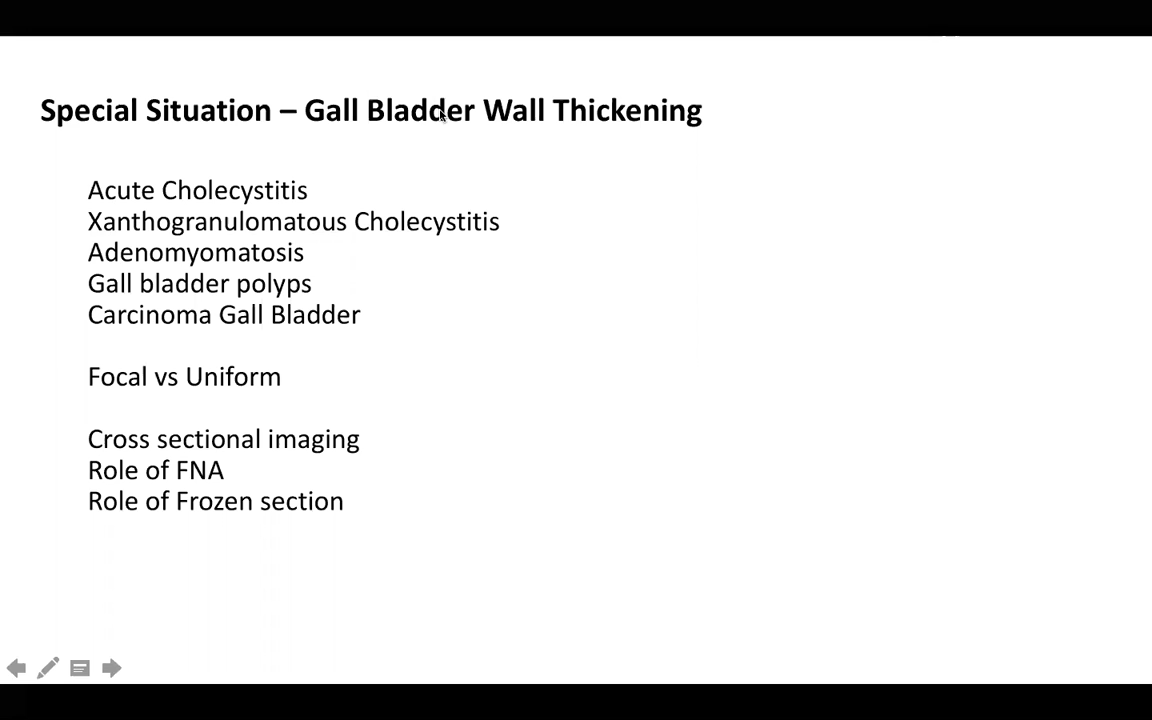 Special Situation – Gall Bladder Wall Thickening
Acute Cholecystitis
Xanthogranulomatous Cholecystitis
Adenomyomatosis
Gall bladder polyps
Carcinoma Gall Bladder
Focal vs Uniform
Cross sectional imaging
Role of FNA
Role of Frozen section